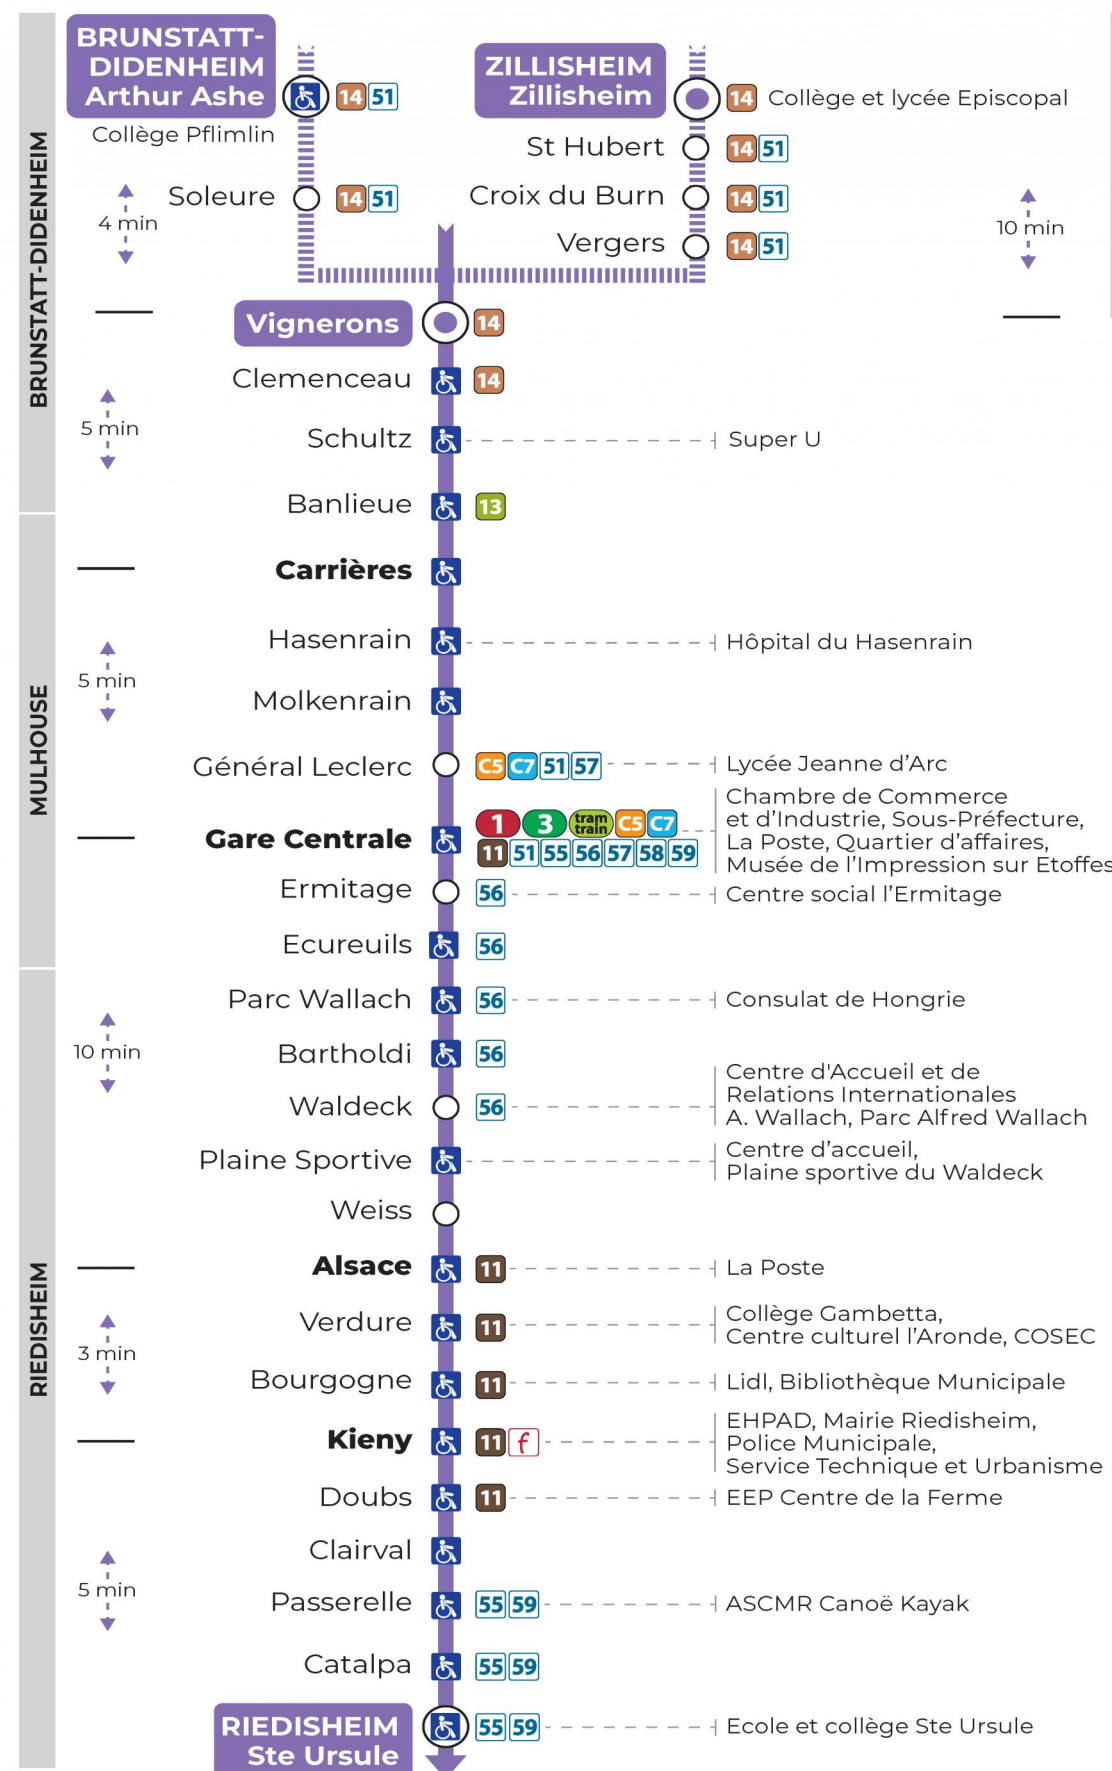 BRUNSTATT-
DIDENHEIM
Arthur Ashe
14 51
Collège Pflimlin
Soleure 14 51
ZILLISHEIM
Zillisheim
14 Collège et lycée Episcopal
St Hubert 14 51
Croix du Burn 14 51
Vergers 14 51
BRUNSTATT-DIDENHEIM
4 min
10 min
Vignerons 14
Clemenceau 14
5 min
Schultz Super U
Banlieue 13
MULHOUSE
Carrières
Hasenrain Hôpital du Hasenrain
5 min
Molkenrain
Général Leclerc C5 C7 51 57 Lycée Jeanne d'Arc
Gare Centrale
1 3 tram
train C5 C7
11 51 55 56 57 58 59
Chambre de Commerce
et d'Industrie, Sous-Préfecture,
La Poste, Quartier d'affaires,
Musée de l'Impression sur Etoffes
Ermitage 56 Centre social l'Ermitage
Ecureuils 56
RIEDISHEIM
Parc Wallach 56 Consulat de Hongrie
10 min
Bartholdi 56
Waldeck 56
Centre d'Accueil et de
Relations Internationales
A. Wallach, Parc Alfred Wallach
Plaine Sportive
Centre d'accueil,
Plaine sportive du Waldeck
Weiss
Alsace 11 La Poste
Verdure 11
Collège Gambetta,
Centre culturel l'Aronde, COSEC
3 min
Bourgogne 11 Lidl, Bibliothèque Municipale
Kieny 11 f
EHPAD, Mairie Riedisheim,
Police Municipale,
Service Technique et Urbanisme
Doubs 11 EEP Centre de la Ferme
Clairval
5 min
Passerelle 55 59 ASCMR Canoë Kayak
Catalpa 55 59
RIEDISHEIM
Ste Ursule
55 59 Ecole et collège Ste Ursule